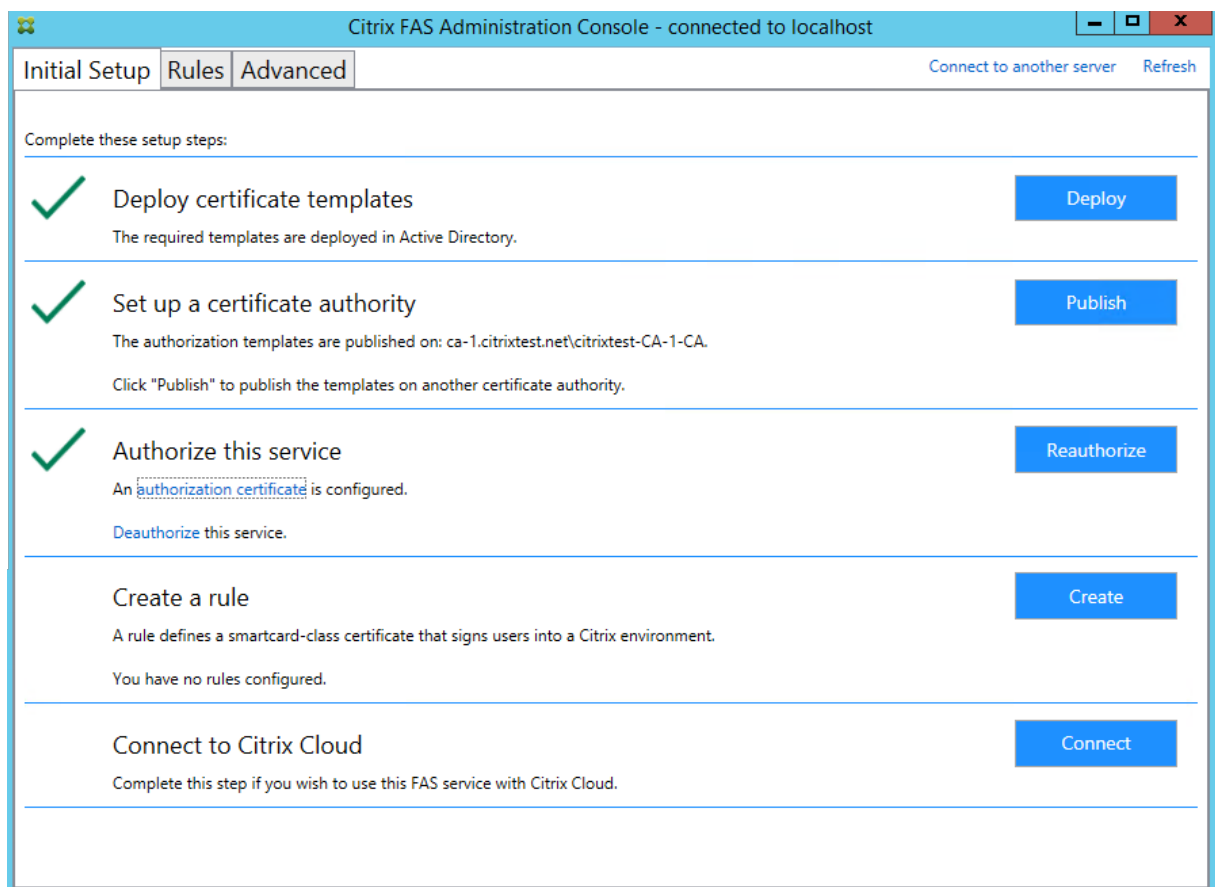 Citrix FAS Administration Console - connected to localhost
Initial Setup Rules Advanced Connect to another server Refresh
Complete these setup steps:
Deploy certificate templates Deploy
The required templates are deployed in Active Directory.
Set up a certificate authority Publish
The authorization templates are published on: ca-1.citrixtest.net\citrixtest-CA-1-CA.
Click "Publish" to publish the templates on another certificate authority.
Authorize this service Reauthorize
An authorization certificate is configured.
Deauthorize this service.
Create a rule Create
A rule defines a smartcard-class certificate that signs users into a Citrix environment.
You have no rules configured.
Connect to Citrix Cloud Connect
Complete this step if you wish to use this FAS service with Citrix Cloud.